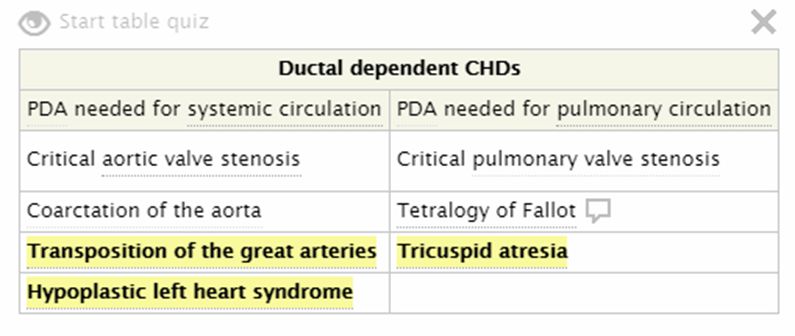 Start table quiz
Ductal dependent CHDs
PDA needed for systemic circulation
PDA needed for pulmonary circulation
Critical aortic valve stenosis
Critical pulmonary valve stenosis
Coarctation of the aorta
Tetralogy of Fallot
Transposition of the great arteries
Tricuspid atresia
Hypoplastic left heart syndrome